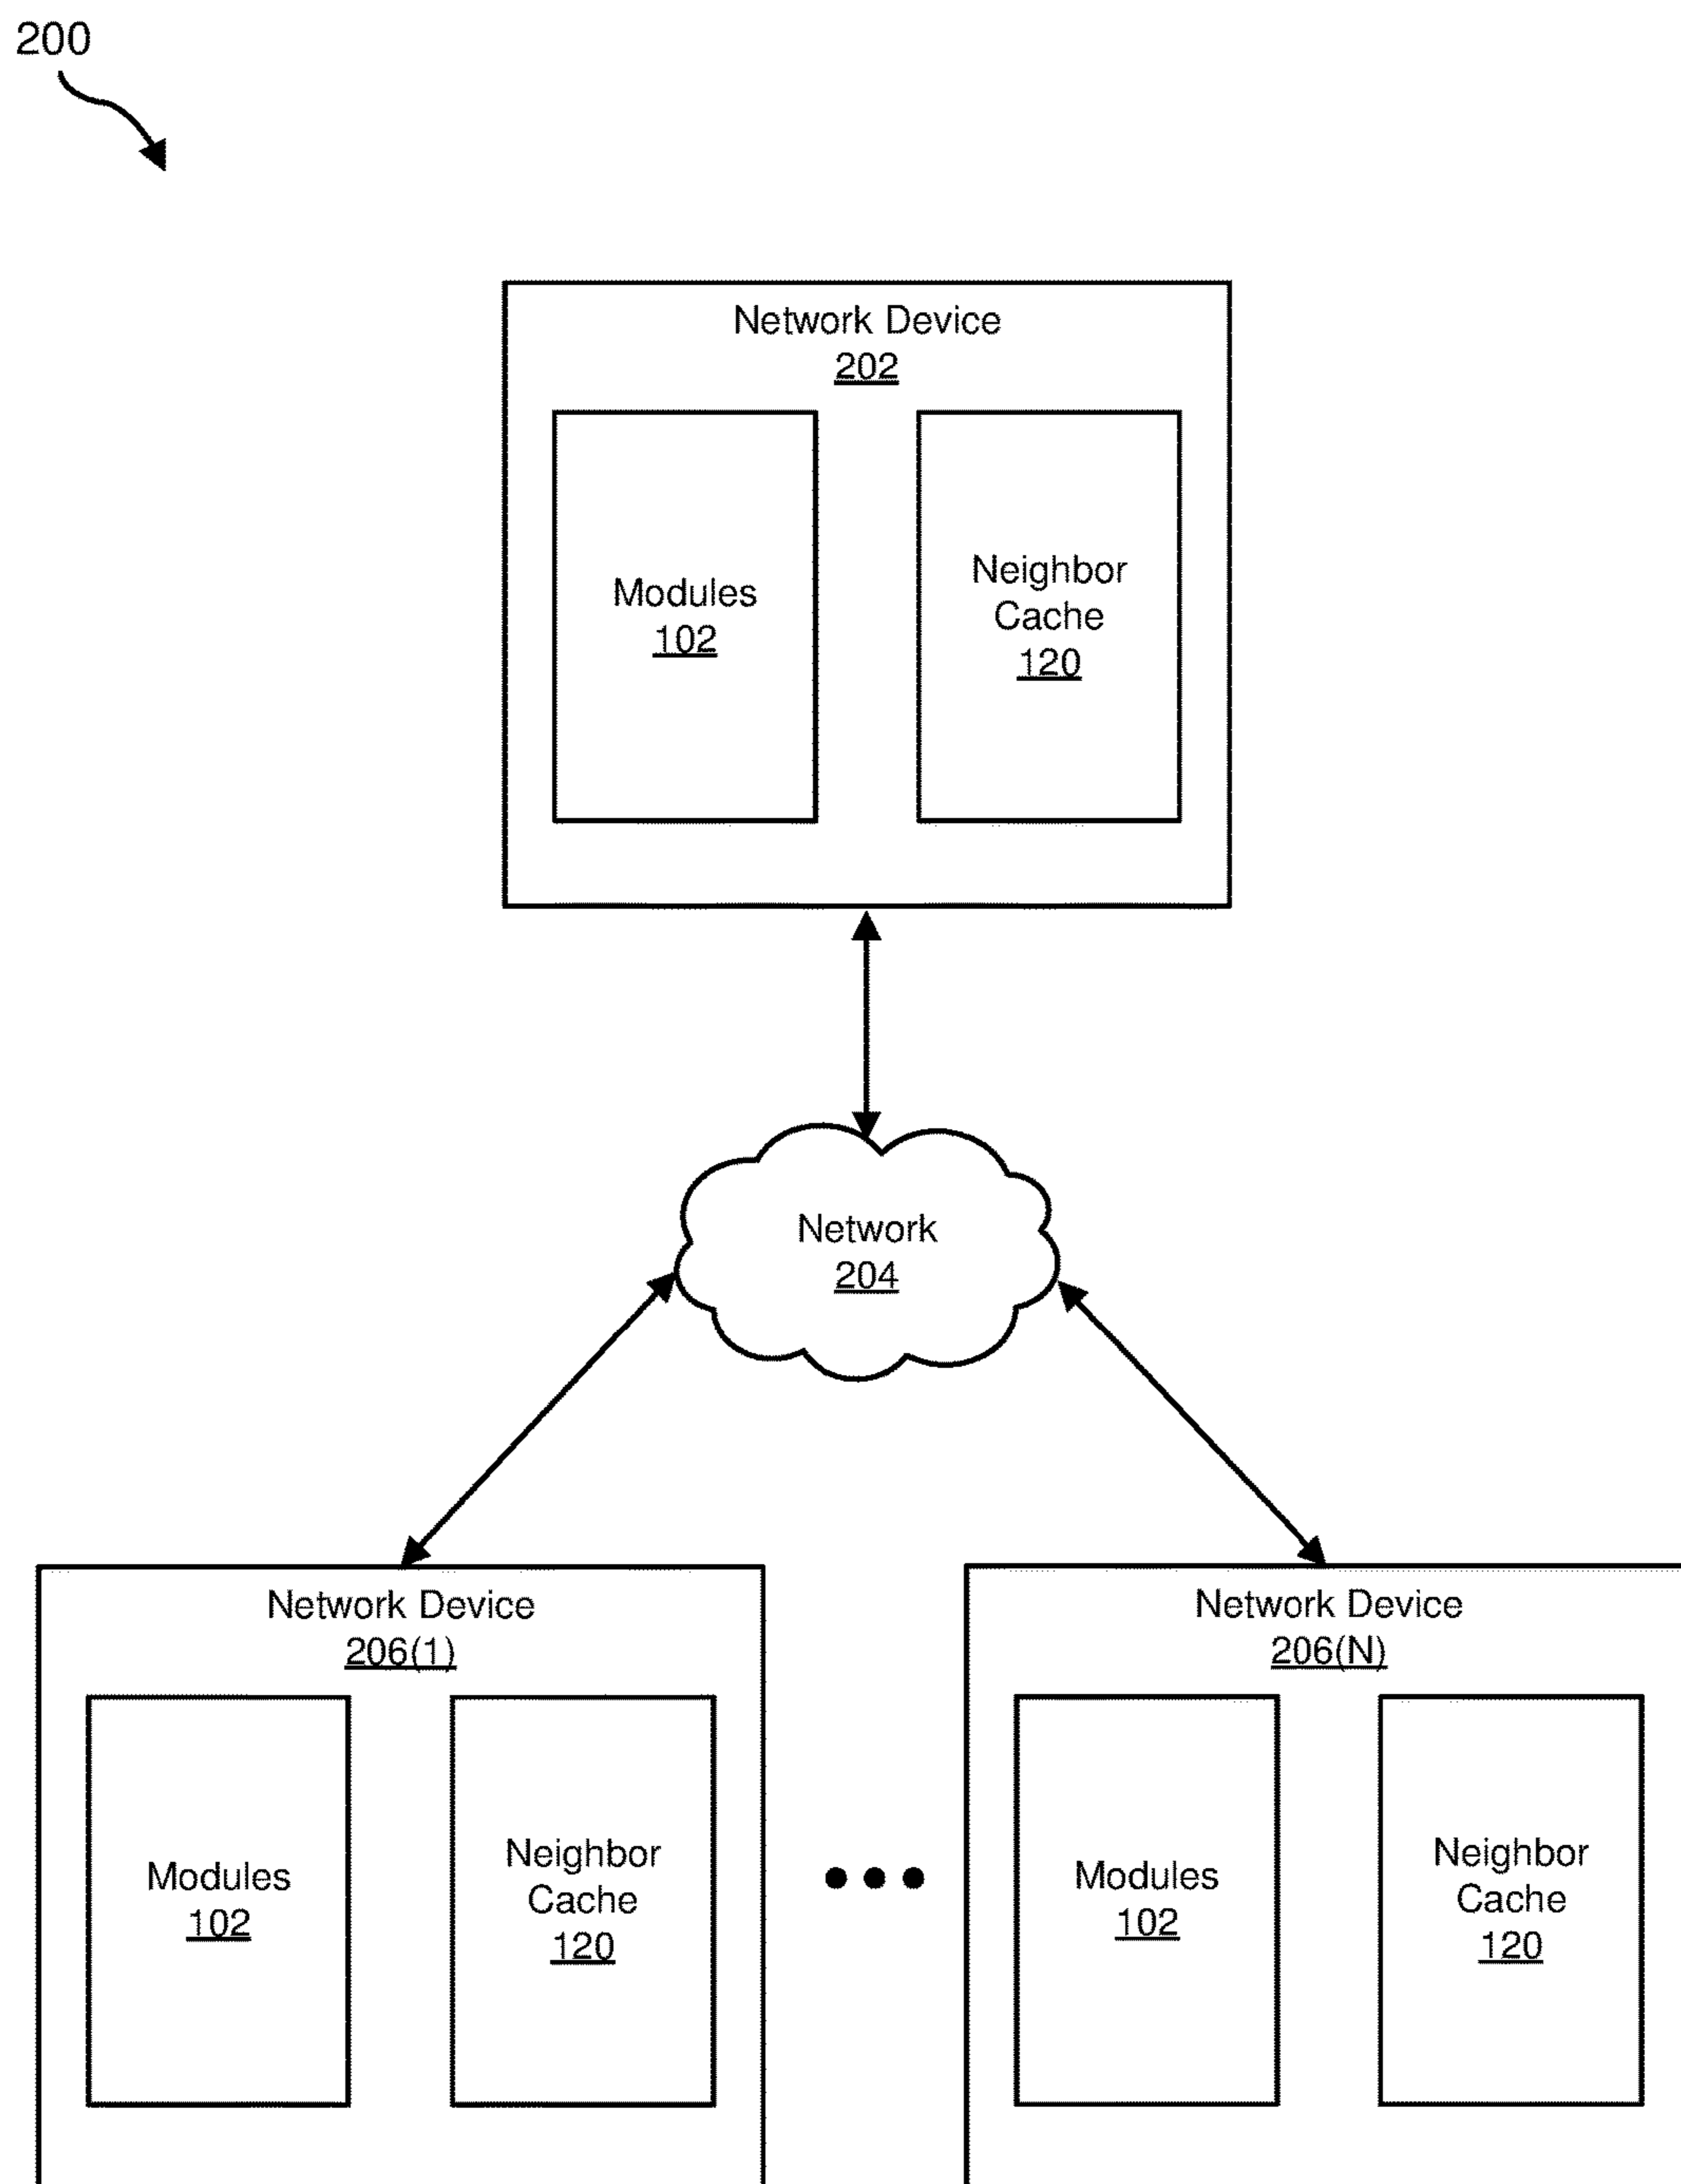 200
Network Device
202
Modules
102
Neighbor
Cache
120
Network
204
Network Device
206(1)
Modules
102
Neighbor
Cache
120
Network Device
206(N)
Modules
102
Neighbor
Cache
120